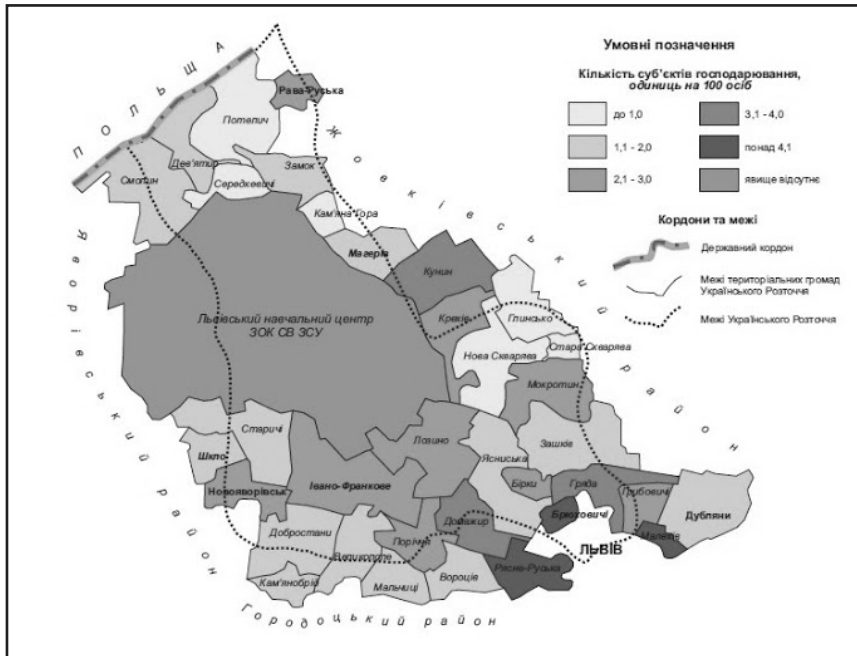 Умовні позначення
Кількість суб'єктів господарювання,
одиниць на 100 осіб
до 1,0
3,1 - 4,0
1,1 - 2,0
понад 4,1
2,1 - 3,0
явище відсутнє
Кордони та межі
Державний кордон
Межі територіальних громад
Українського Розточчя
Межі Українського Розточчя
ПОЛЬЩА
Жовківський район
Яворівський район
Городоцький район
Рава-Руська
Потелич
Дев'ятир
Замок
Смолин
Середкевичі
Кам'яна Гора
Магерів
Кунин
Львівський навчальний центр
ЗОК СВ ЗСУ
Крехів
Глинсько
Нова Скварява
Стара Скварява
Мокротин
Старичі
Лозино
Зашків
Шкло
Ясниська
Новояворівськ
Івано-Франкове
Бірки
Гряда
Грибовичі
Дубляни
Домажир
Брюховичі
Добростани
Поріччя
Великополе
ЛЬВІВ
Малехів
Рясне-Руська
Кам'янобрід
Мальчиці
Вороців